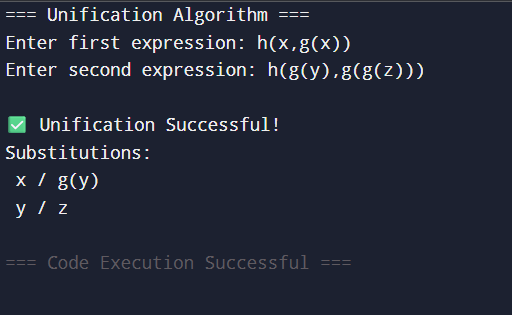 === Unification Algorithm ===
Enter first expression: h(x,g(x))
Enter second expression: h(g(y),g(g(z)))
✅ Unification Successful!
Substitutions:
x / g(y)
y / z
=== Code Execution Successful ===